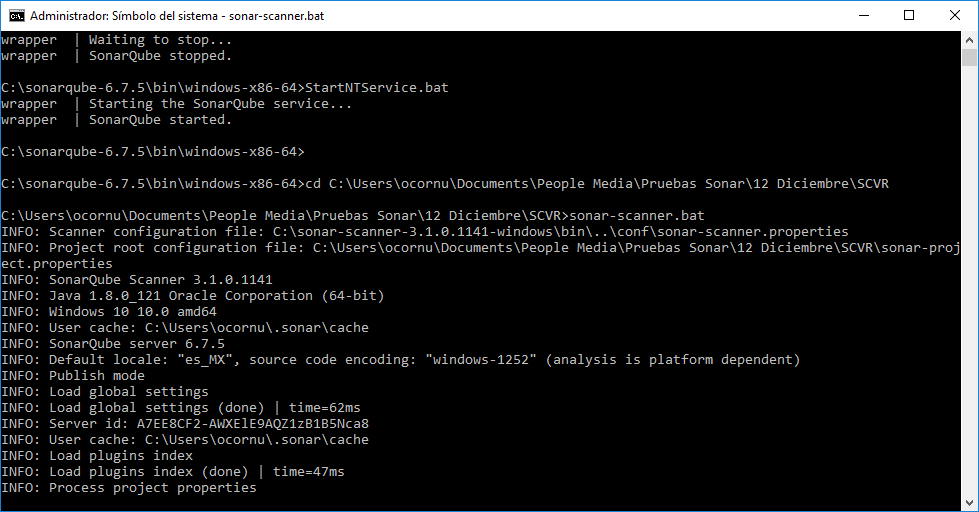 Administrador: Símbolo del sistema - sonar-scanner.bat
wrapper  | Waiting to stop...
wrapper  | SonarQube stopped.
C:\sonarqube-6.7.5\bin\windows-x86-64>StartNTService.bat
wrapper  | Starting the SonarQube service...
wrapper  | SonarQube started.
C:\sonarqube-6.7.5\bin\windows-x86-64>
C:\sonarqube-6.7.5\bin\windows-x86-64>cd C:\Users\ocornu\Documents\People Media\Pruebas Sonar\12 Diciembre\SCVR
C:\Users\ocornu\Documents\People Media\Pruebas Sonar\12 Diciembre\SCVR>sonar-scanner.bat
INFO: Scanner configuration file: C:\sonar-scanner-3.1.0.1141-windows\bin\..\conf\sonar-scanner.properties
INFO: Project root configuration file: C:\Users\ocornu\Documents\People Media\Pruebas Sonar\12 Diciembre\SCVR\sonar-proj
ect.properties
INFO: SonarQube Scanner 3.1.0.1141
INFO: Java 1.8.0_121 Oracle Corporation (64-bit)
INFO: Windows 10 10.0 amd64
INFO: User cache: C:\Users\ocornu\.sonar\cache
INFO: SonarQube server 6.7.5
INFO: Default locale: "es_MX", source code encoding: "windows-1252" (analysis is platform dependent)
INFO: Publish mode
INFO: Load global settings
INFO: Load global settings (done) | time=62ms
INFO: Server id: A7EE8CF2-AWXElE9AQZ1zB1B5Nca8
INFO: User cache: C:\Users\ocornu\.sonar\cache
INFO: Load plugins index
INFO: Load plugins index (done) | time=47ms
INFO: Process project properties